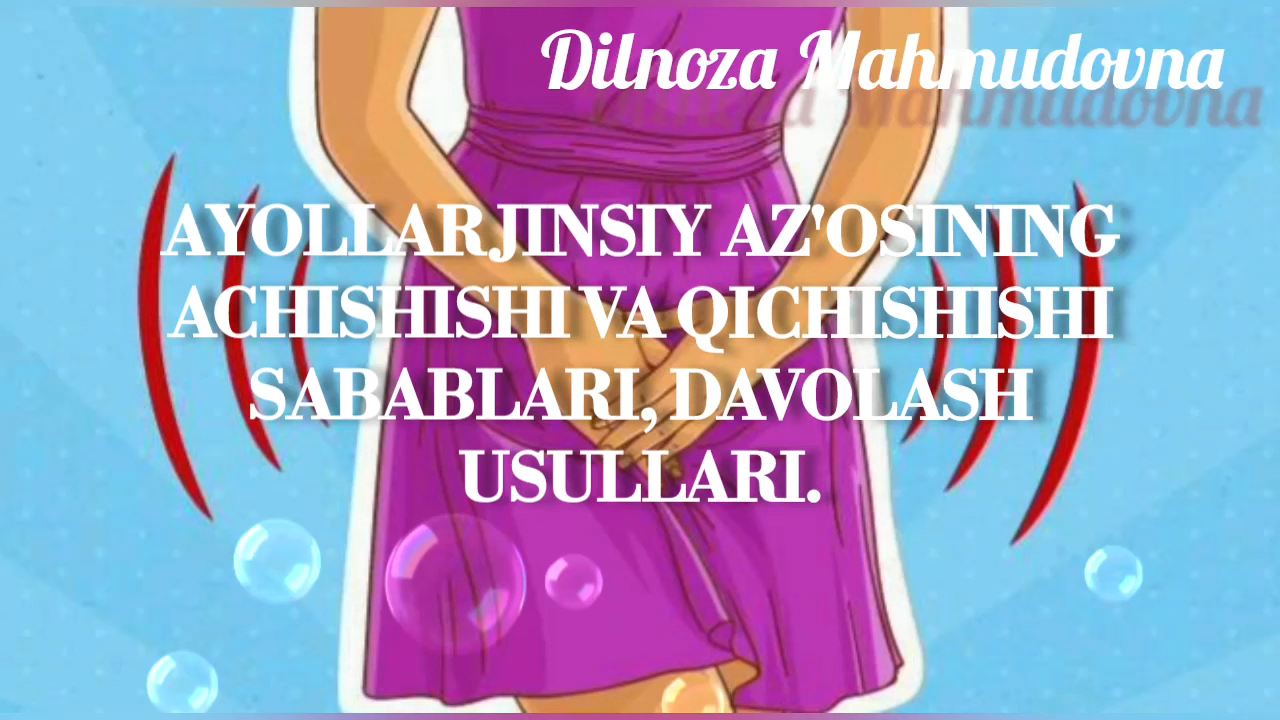 Dilnoza Mahmudovna
AYOLLAR JINSIY AZ'OSINING
ACHISHISHI VA QICHISHISHI
SABABLARI, DAVOLASH
USULLARI.